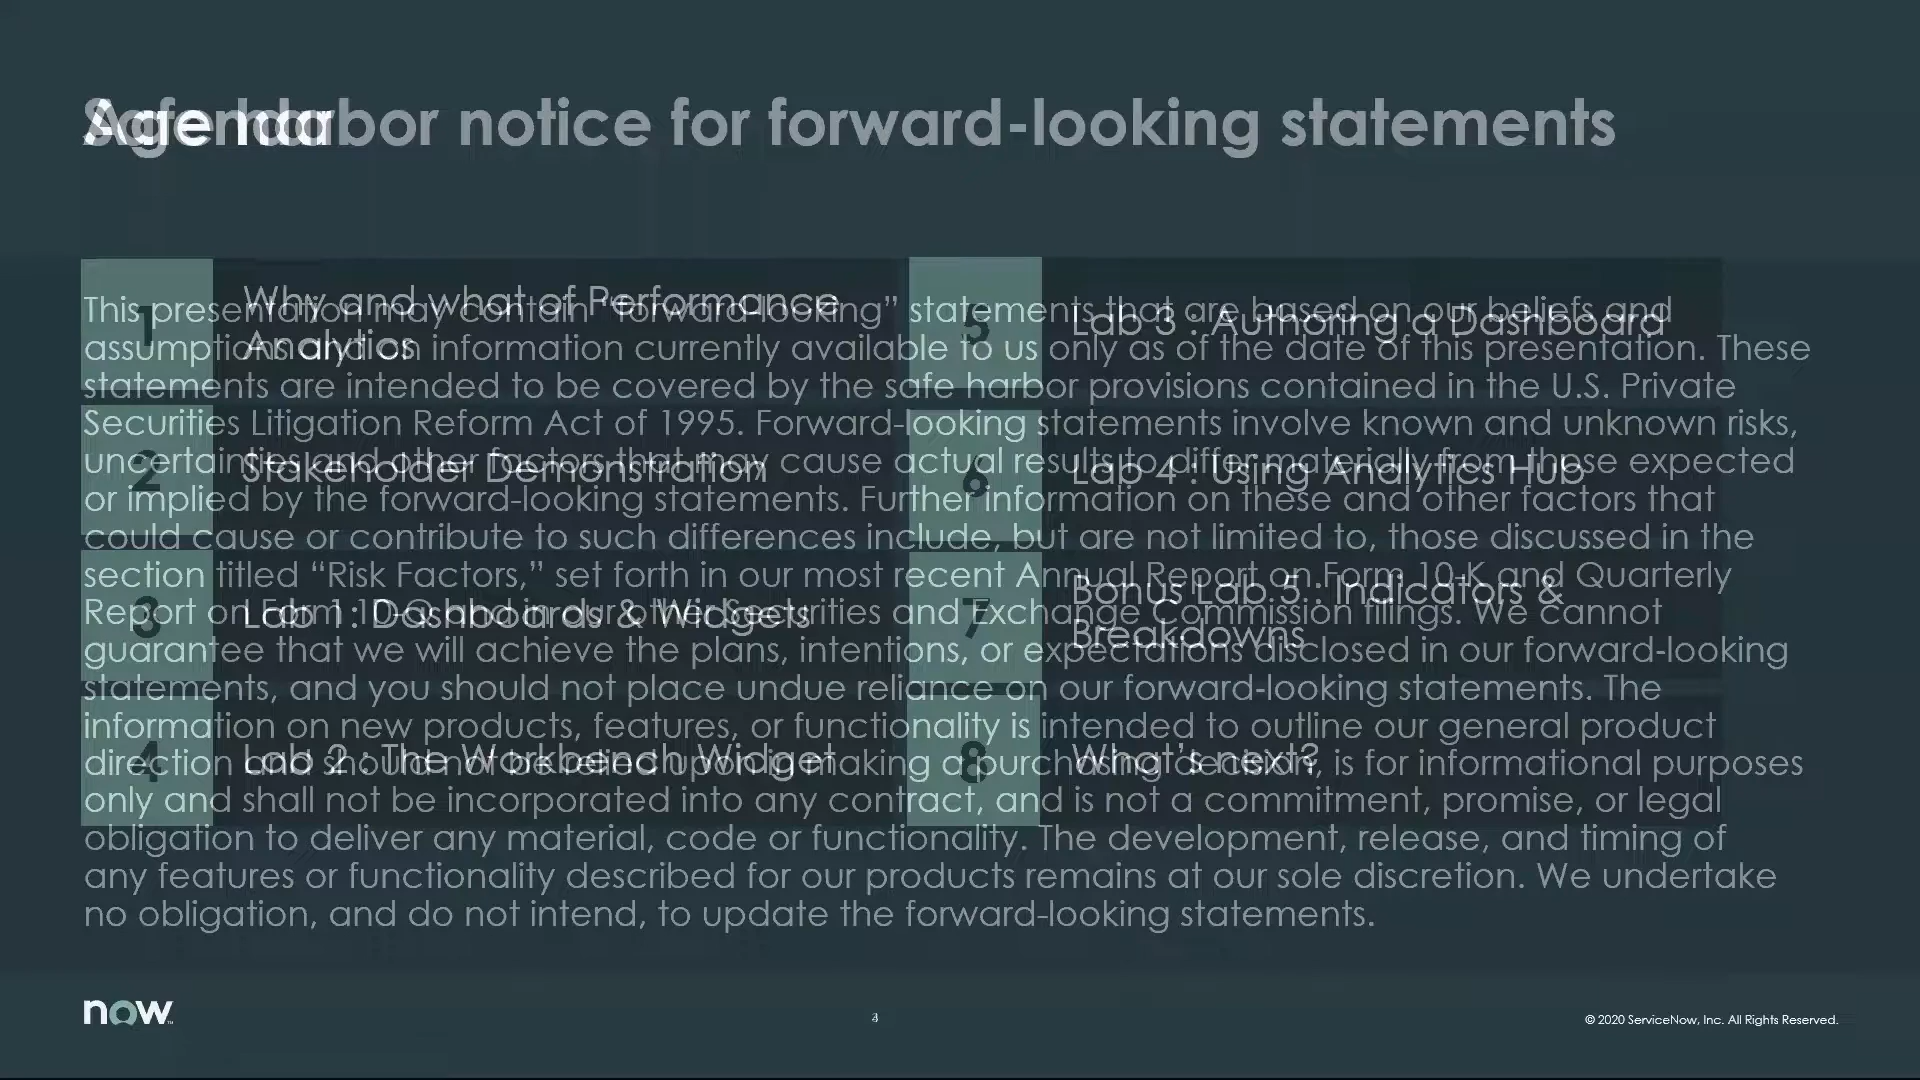 Agenda
Safe harbor notice for forward-looking statements
1
Why and what of Performance
Analytics
2
Stakeholder Demonstration
3
Lab 1: Dashboards & Widgets
4
Lab 2 : The Workbench Widget
5
Lab 3 : Authoring a Dashboard
6
Lab 4 : Using Analytics Hub
7
Bonus Lab 5 : Indicators &
Breakdowns
8
What's next?
This presentation may contain “forward-looking” statements that are based on our beliefs and
assumptions and on information currently available to us only as of the date of this presentation. These
statements are intended to be covered by the safe harbor provisions contained in the U.S. Private
Securities Litigation Reform Act of 1995. Forward-looking statements involve known and unknown risks,
uncertainties and other factors that may cause actual results to differ materially from those expected
or implied by the forward-looking statements. Further information on these and other factors that
could cause or contribute to such differences include, but are not limited to, those discussed in the
section titled “Risk Factors,” set forth in our most recent Annual Report on Form 10-K and Quarterly
Report on Form 10-Q and in our other Securities and Exchange Commission filings. We cannot
guarantee that we will achieve the plans, intentions, or expectations disclosed in our forward-looking
statements, and you should not place undue reliance on our forward-looking statements. The
information on new products, features, or functionality is intended to outline our general product
direction and should not be relied upon in making a purchasing decision, is for informational purposes
only and shall not be incorporated into any contract, and is not a commitment, promise, or legal
obligation to deliver any material, code or functionality. The development, release, and timing of
any features or functionality described for our products remains at our sole discretion. We undertake
no obligation, and do not intend, to update the forward-looking statements.
now
© 2020 ServiceNow, Inc. All Rights Reserved.